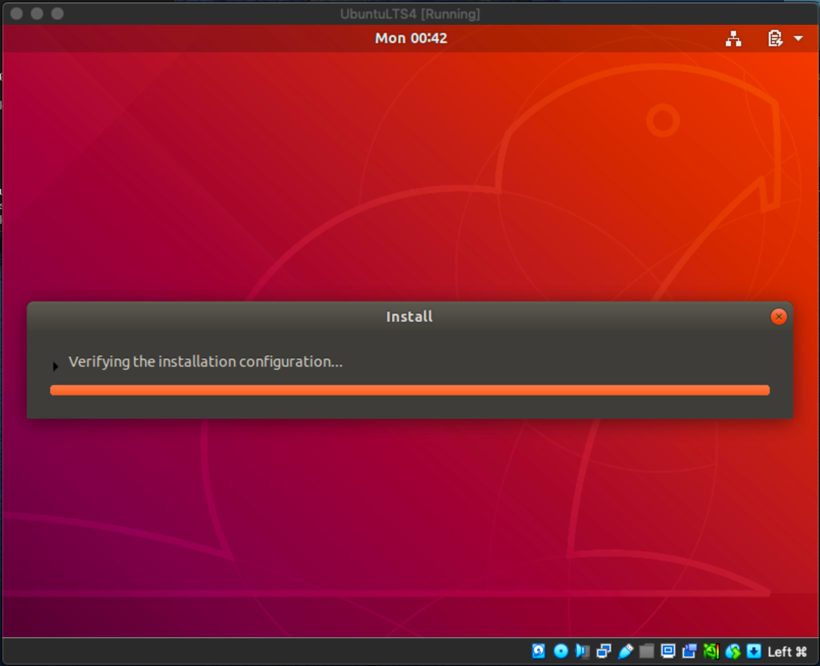 UbuntuLTS4 [Running]
Mon 00:42
Install
Verifying the installation configuration...
Left ⌘